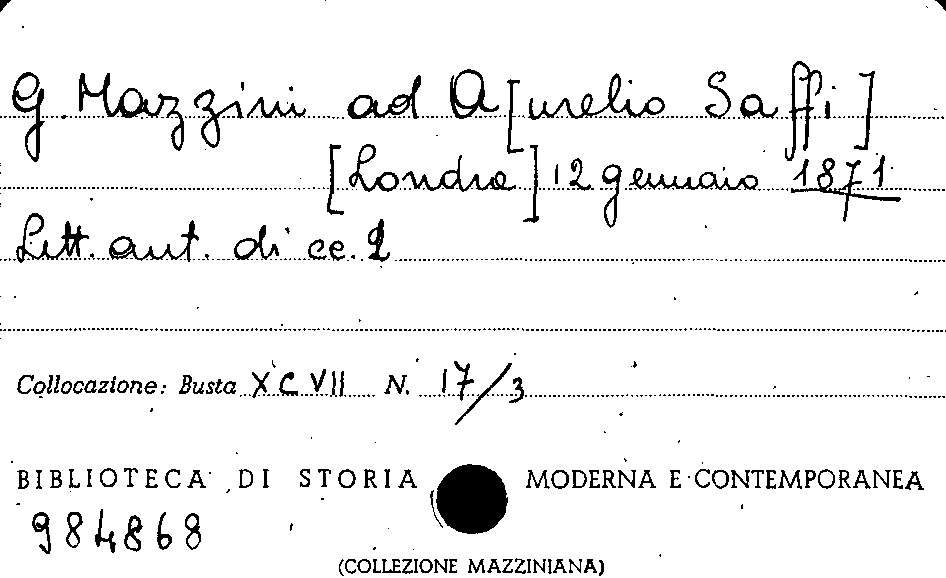 G. Mazzini ad A[urelio Saffi]
[Londra] 12 gennaio 1871
Lett. aut. di cc. 2
Collocazione: Busta XCVII N. 17/3
BIBLIOTECA DI STORIA MODERNA E CONTEMPORANEA
984868
(COLLEZIONE MAZZINIANA)